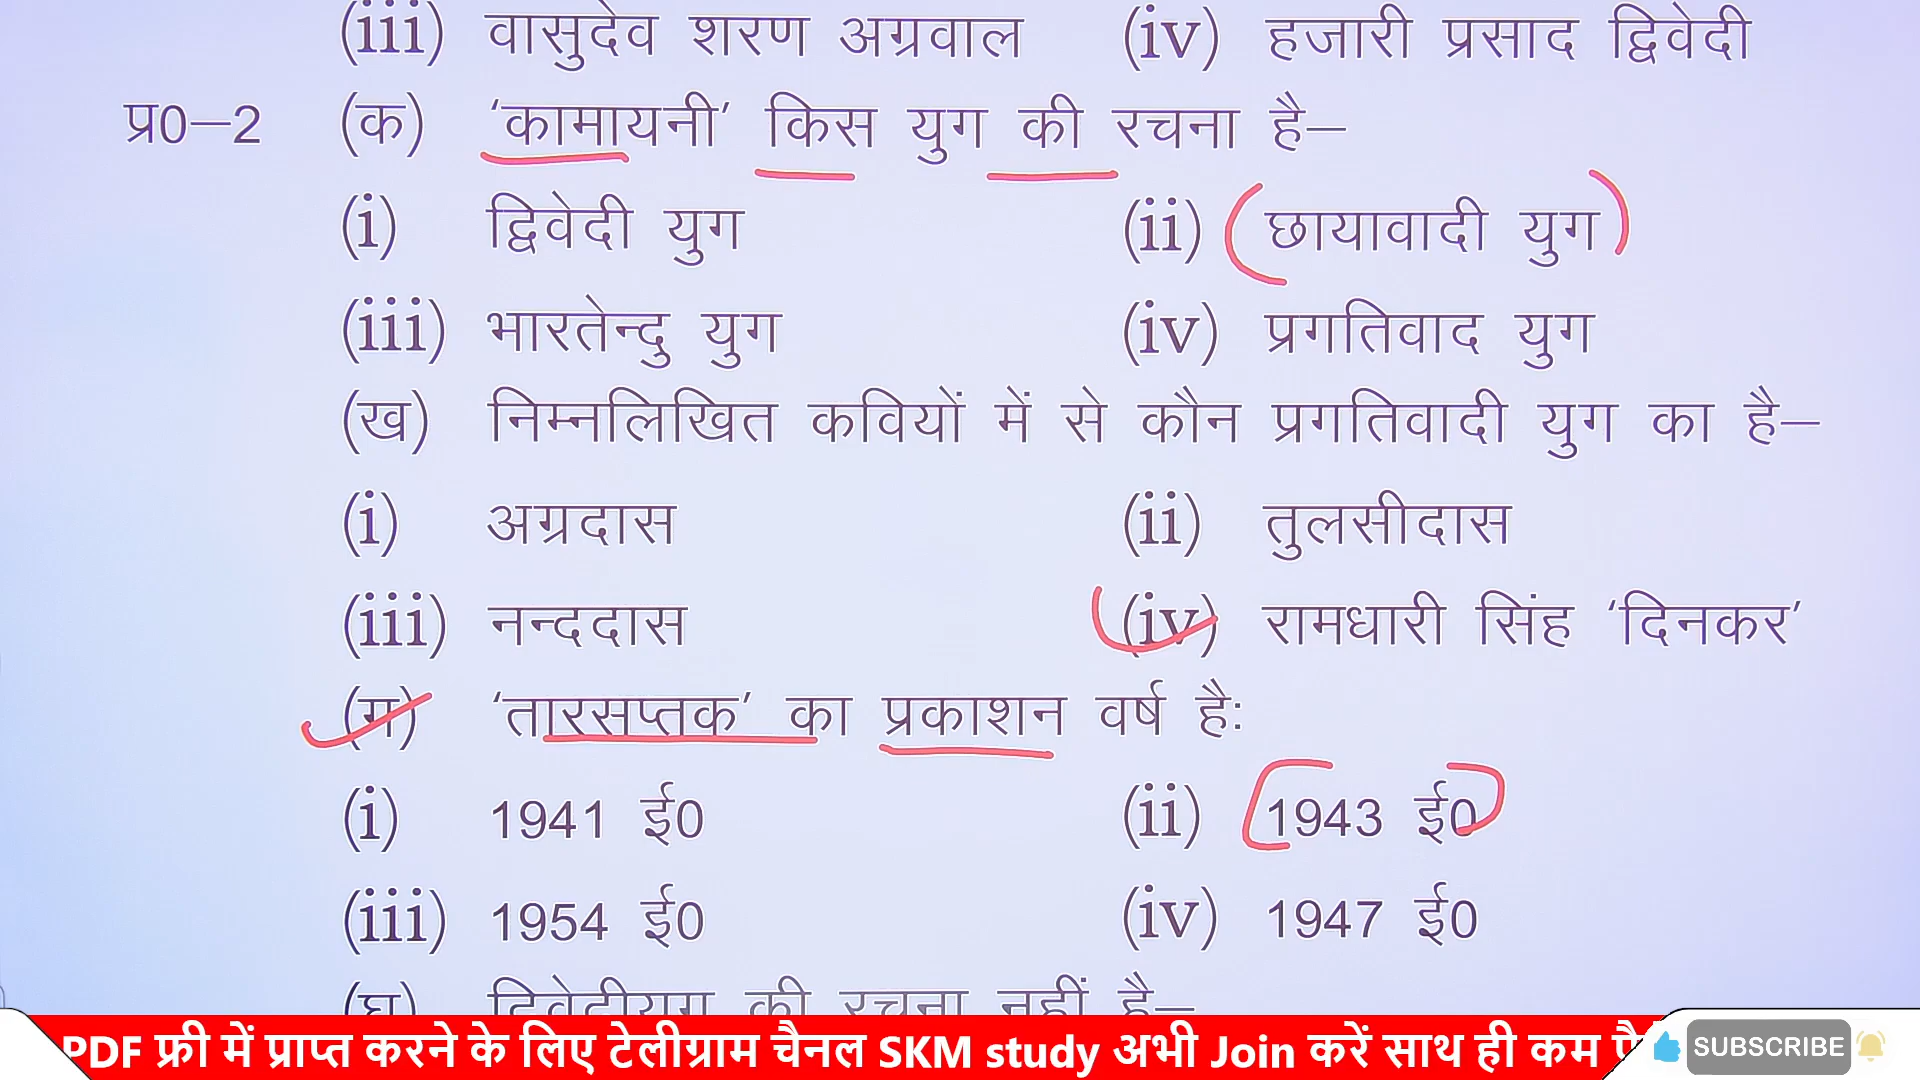 (iii) वासुदेव शरण अग्रवाल (iv) हजारी प्रसाद द्विवेदी
प्र0–2 (क) ‘कामायनी’ किस युग की रचना है–
(i) द्विवेदी युग (ii) छायावादी युग
(iii) भारतेन्दु युग (iv) प्रगतिवाद युग
(ख) निम्नलिखित कवियों में से कौन प्रगतिवादी युग का है–
(i) अग्रदास (ii) तुलसीदास
(iii) नन्ददास (iv) रामधारी सिंह ‘दिनकर’
(ग) ‘तारसप्तक’ का प्रकाशन वर्ष है:
(i) 1941 ई0 (ii) 1943 ई0
(iii) 1954 ई0 (iv) 1947 ई0
(घ) द्विवेदीयुग की रचना नहीं है–
PDF फ्री में प्राप्त करने के लिए टेलीग्राम चैनल SKM study अभी Join करें साथ ही कम
SUBSCRIBE